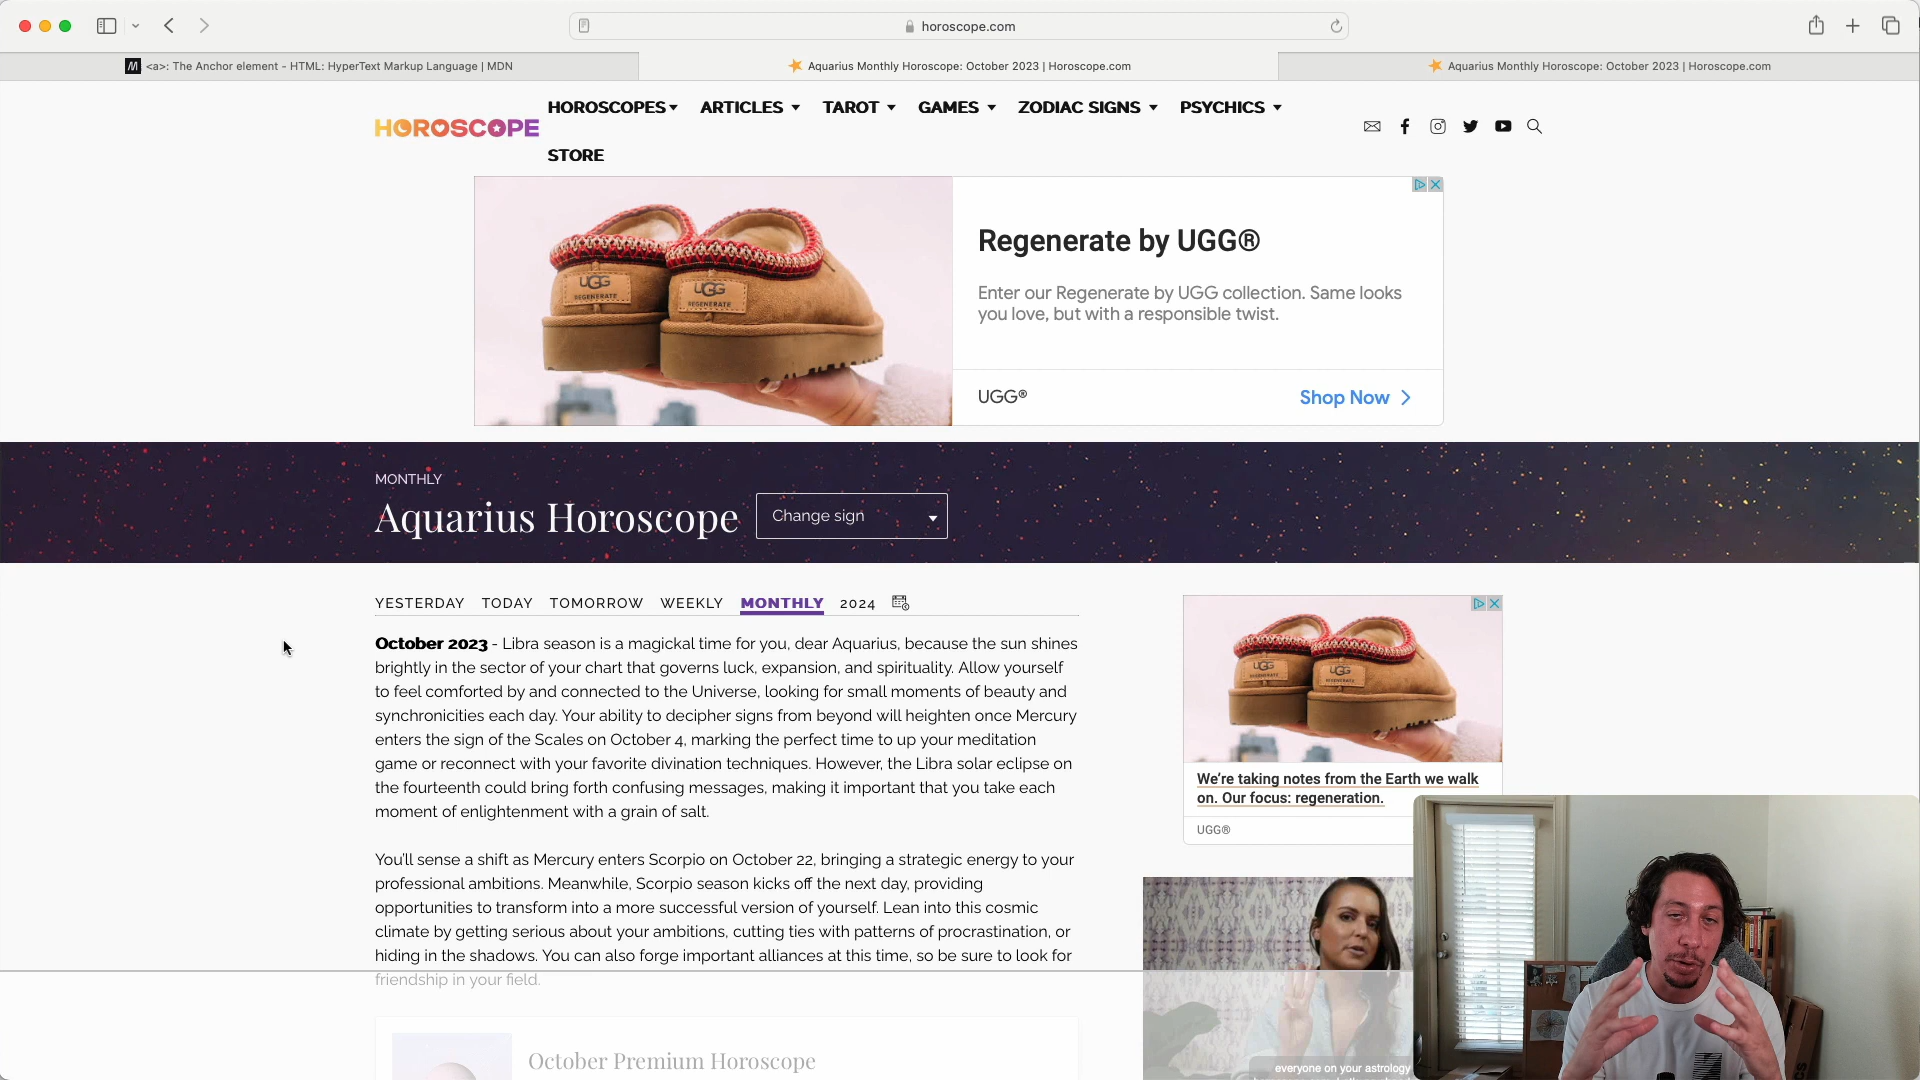 horoscope.com
<a>: The Anchor element - HTML: HyperText Markup Language | MDN
Aquarius Monthly Horoscope: October 2023 | Horoscope.com
Aquarius Monthly Horoscope: October 2023 | Horoscope.com
HOROSCOPE
HOROSCOPES ARTICLES TAROT GAMES ZODIAC SIGNS PSYCHICS
STORE
UGG
REGENERATE
UGG
REGENERATE
Regenerate by UGG®
Enter our Regenerate by UGG collection. Same looks
you love, but with a responsible twist.
UGG®
Shop Now
MONTHLY
Aquarius Horoscope
Change sign
YESTERDAY TODAY TOMORROW WEEKLY MONTHLY 2024
October 2023 - Libra season is a magickal time for you, dear Aquarius, because the sun shines
brightly in the sector of your chart that governs luck, expansion, and spirituality. Allow yourself
to feel comforted by and connected to the Universe, looking for small moments of beauty and
synchronicities each day. Your ability to decipher signs from beyond will heighten once Mercury
enters the sign of the Scales on October 4, marking the perfect time to up your meditation
game or reconnect with your favorite divination techniques. However, the Libra solar eclipse on
the fourteenth could bring forth confusing messages, making it important that you take each
moment of enlightenment with a grain of salt.
You'll sense a shift as Mercury enters Scorpio on October 22, bringing a strategic energy to your
professional ambitions. Meanwhile, Scorpio season kicks off the next day, providing
opportunities to transform into a more successful version of yourself. Lean into this cosmic
climate by getting serious about your ambitions, cutting ties with patterns of procrastination, or
hiding in the shadows. You can also forge important alliances at this time, so be sure to look for
friendship in your field.
October Premium Horoscope
UGG
UGG
We're taking notes from the Earth we walk
on. Our focus: regeneration.
UGG®
everyone on your astrology